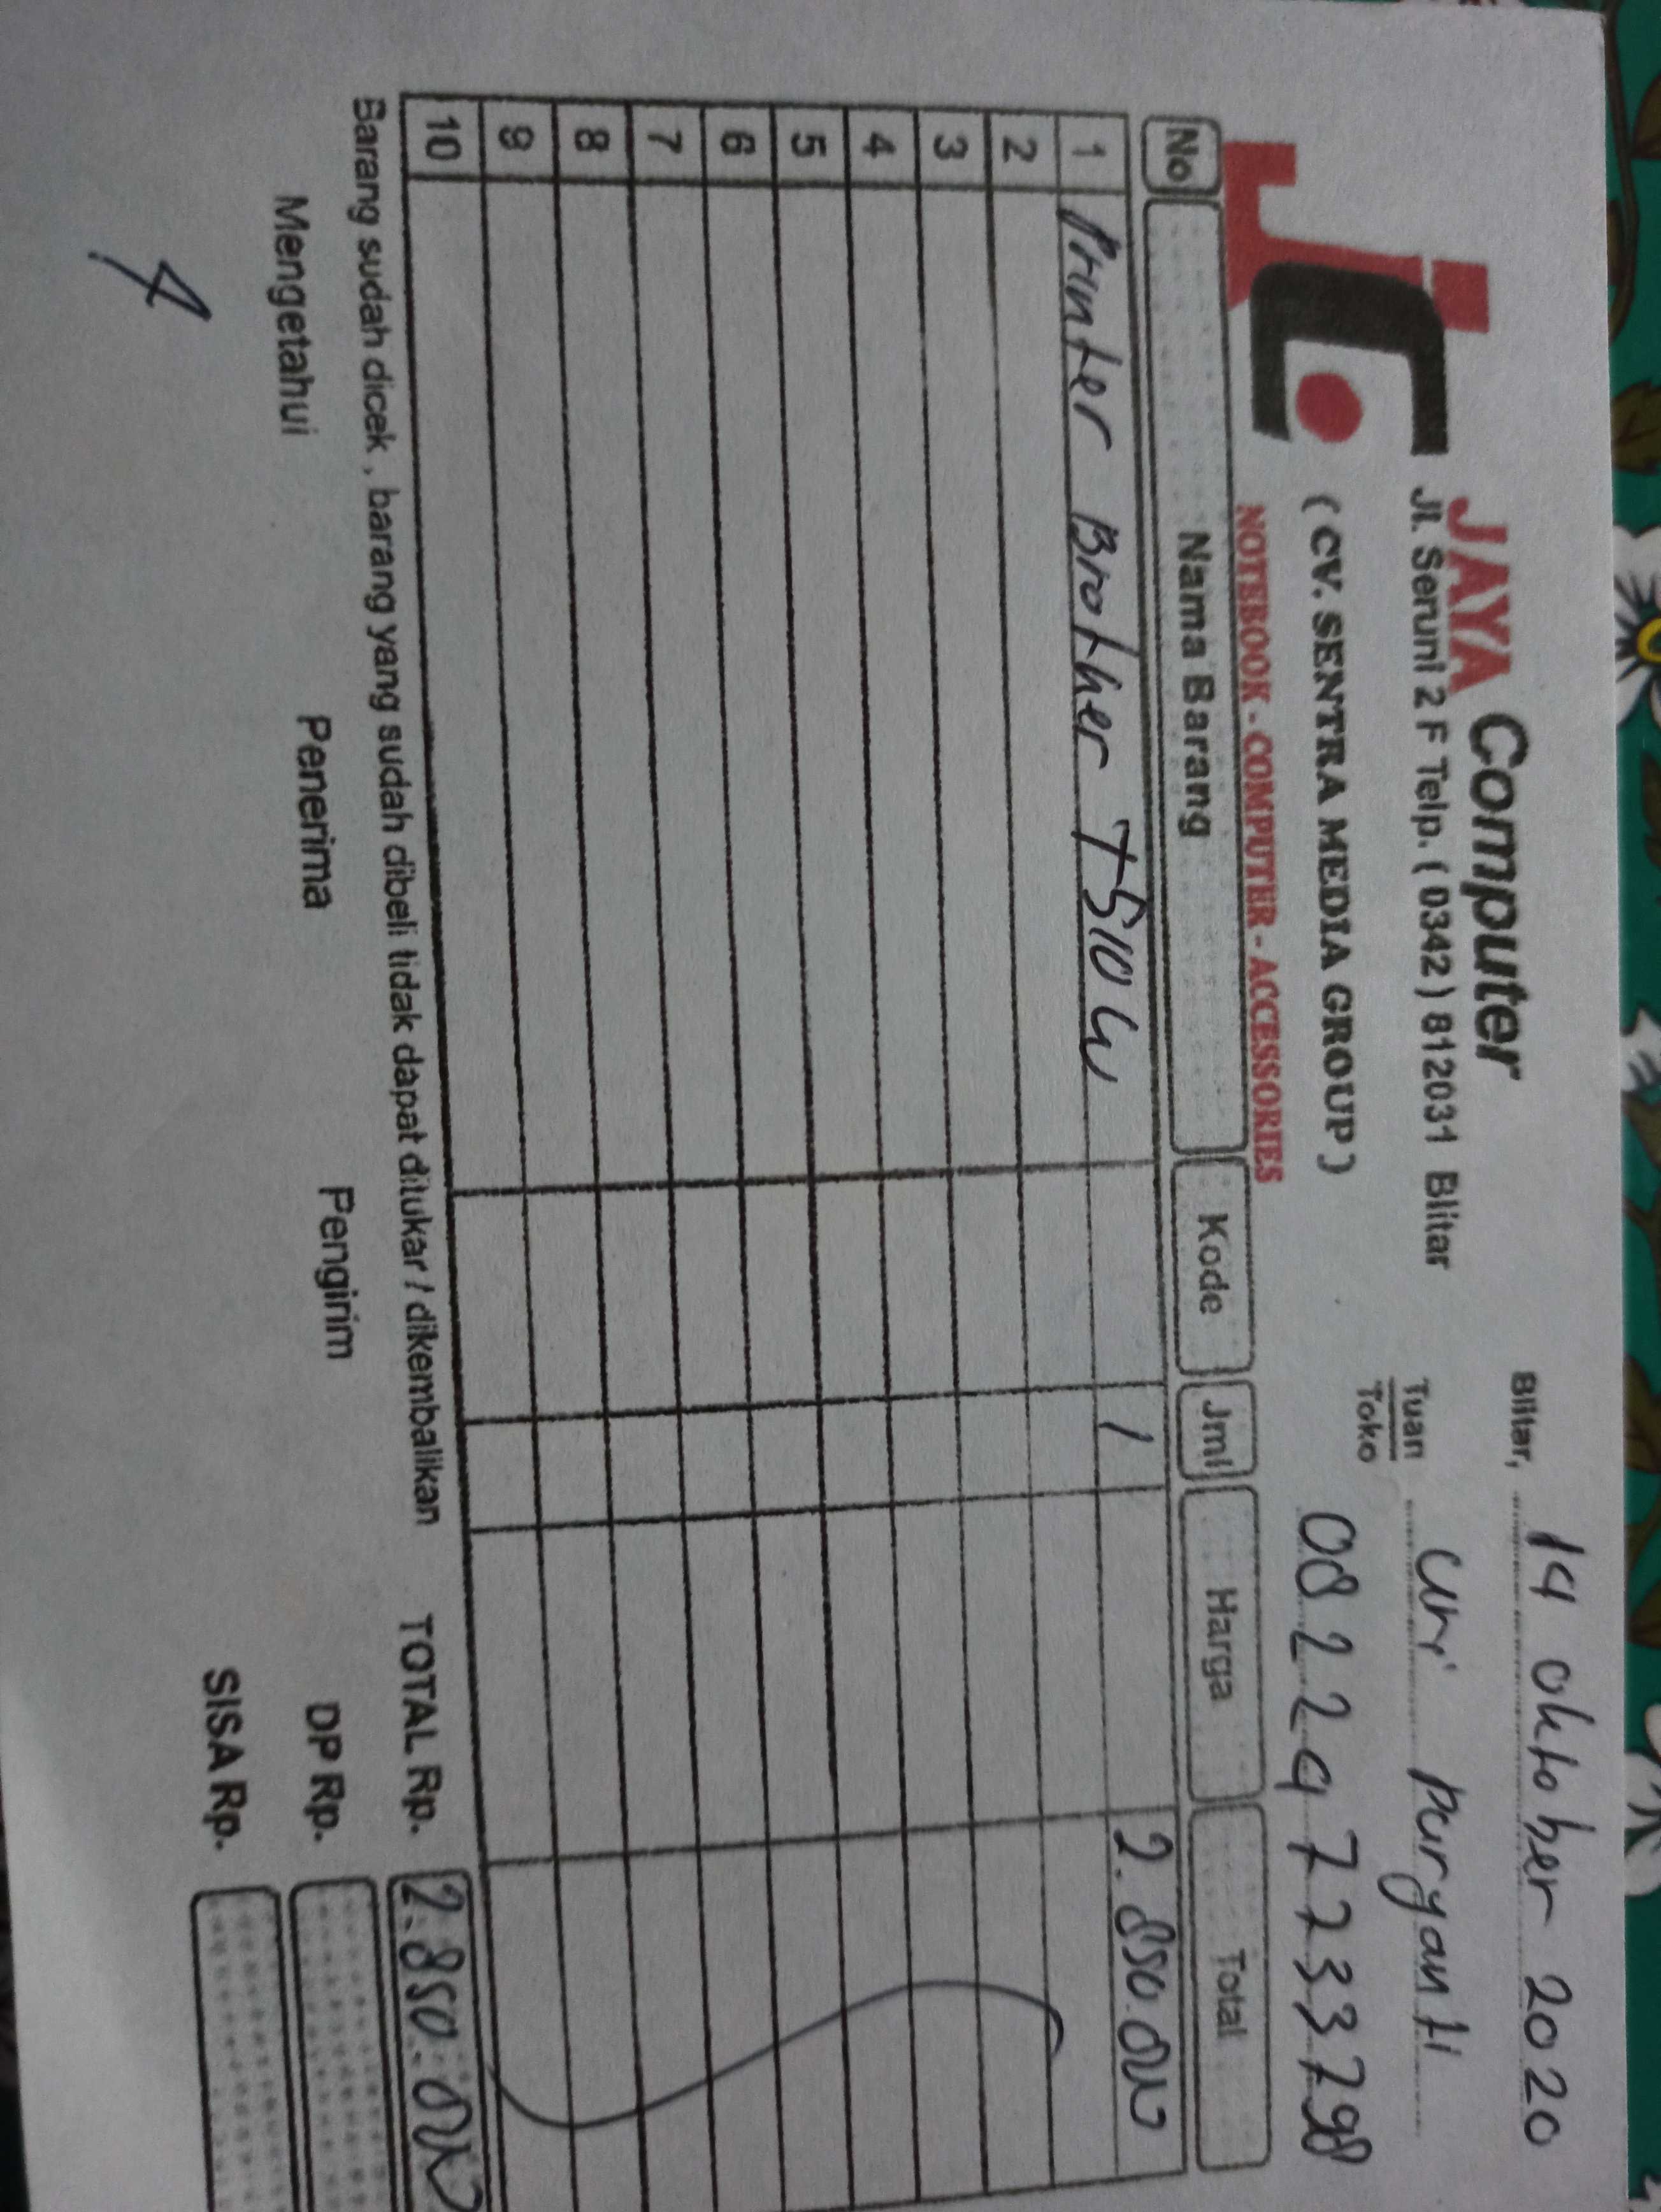 JC
JAYA Computer
Jl. Seruni 2 F Telp. ( 0342 ) 812031 Blitar
( CV. SENTRA MEDIA GROUP )
NOTEBOOK - COMPUTER - ACCESSORIES
Blitar, 14 oktober 2020
Tuan
Toko
puryanti
082247733798
No Nama Barang Kode Jml Harga Total
1 Printer Brother T510W 1 2.850.000
2
3
4
5
6
7
8
9
10
Barang sudah dicek , barang yang sudah dibeli tidak dapat ditukar / dikembalikan
TOTAL Rp. 2.850.000
Mengetahui Penerima Pengirim
DP Rp.
SISA Rp.